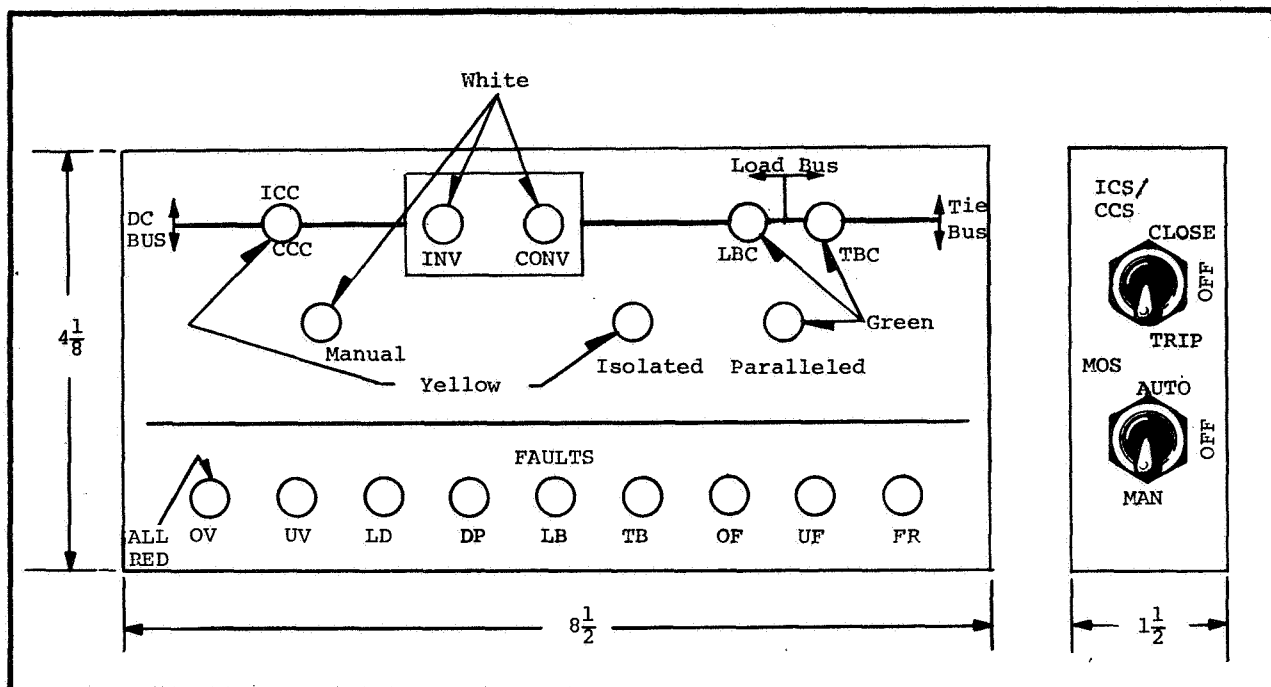 White
Load Bus
ICC
DC BUS
CCC
INV
CONV
LBC
TBC
Tie Bus
Manual
Isolated
Paralleled
Green
Yellow
4 1/8
FAULTS
ALL RED
OV
UV
LD
DP
LB
TB
OF
UF
FR
8 1/2
ICS/
CCS
CLOSE
OFF
TRIP
MOS
AUTO
OFF
MAN
1 1/2